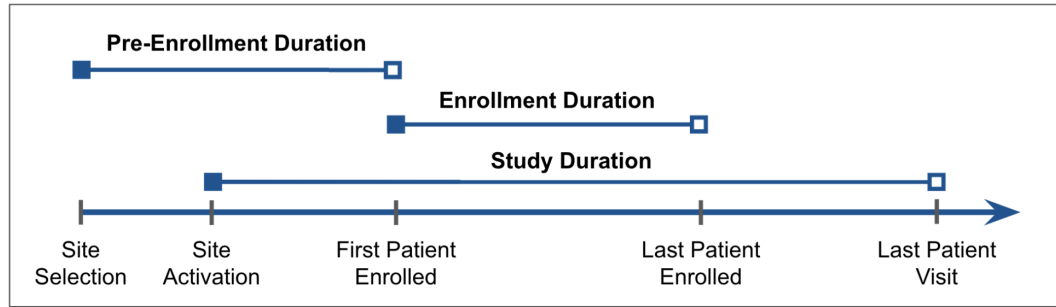 Pre-Enrollment Duration
Enrollment Duration
Study Duration
Site
Selection
Site
Activation
First Patient
Enrolled
Last Patient
Enrolled
Last Patient
Visit